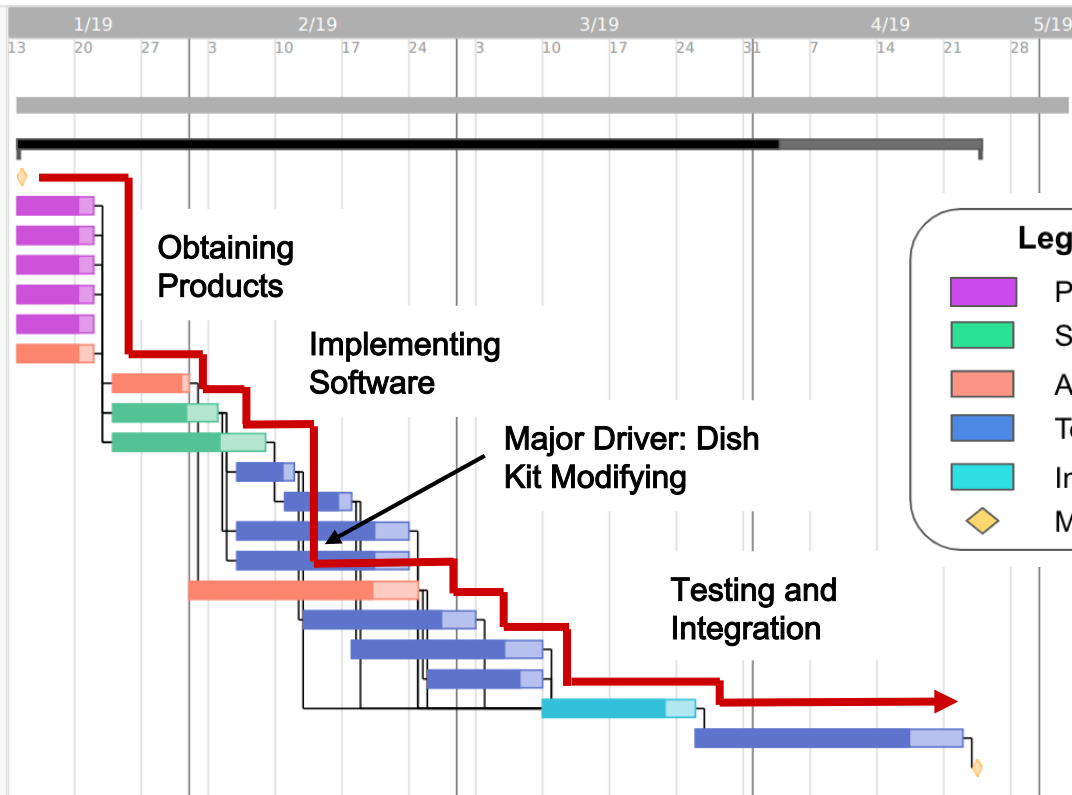 1/19 2/19 3/19 4/19 5/19
13 20 27 3 10 17 24 3 10 17 24 31 7 14 21 28
Obtaining
Products
Implementing
Software
Major Driver: Dish
Kit Modifying
Testing and
Integration
Leg
P
S
A
To
In
M